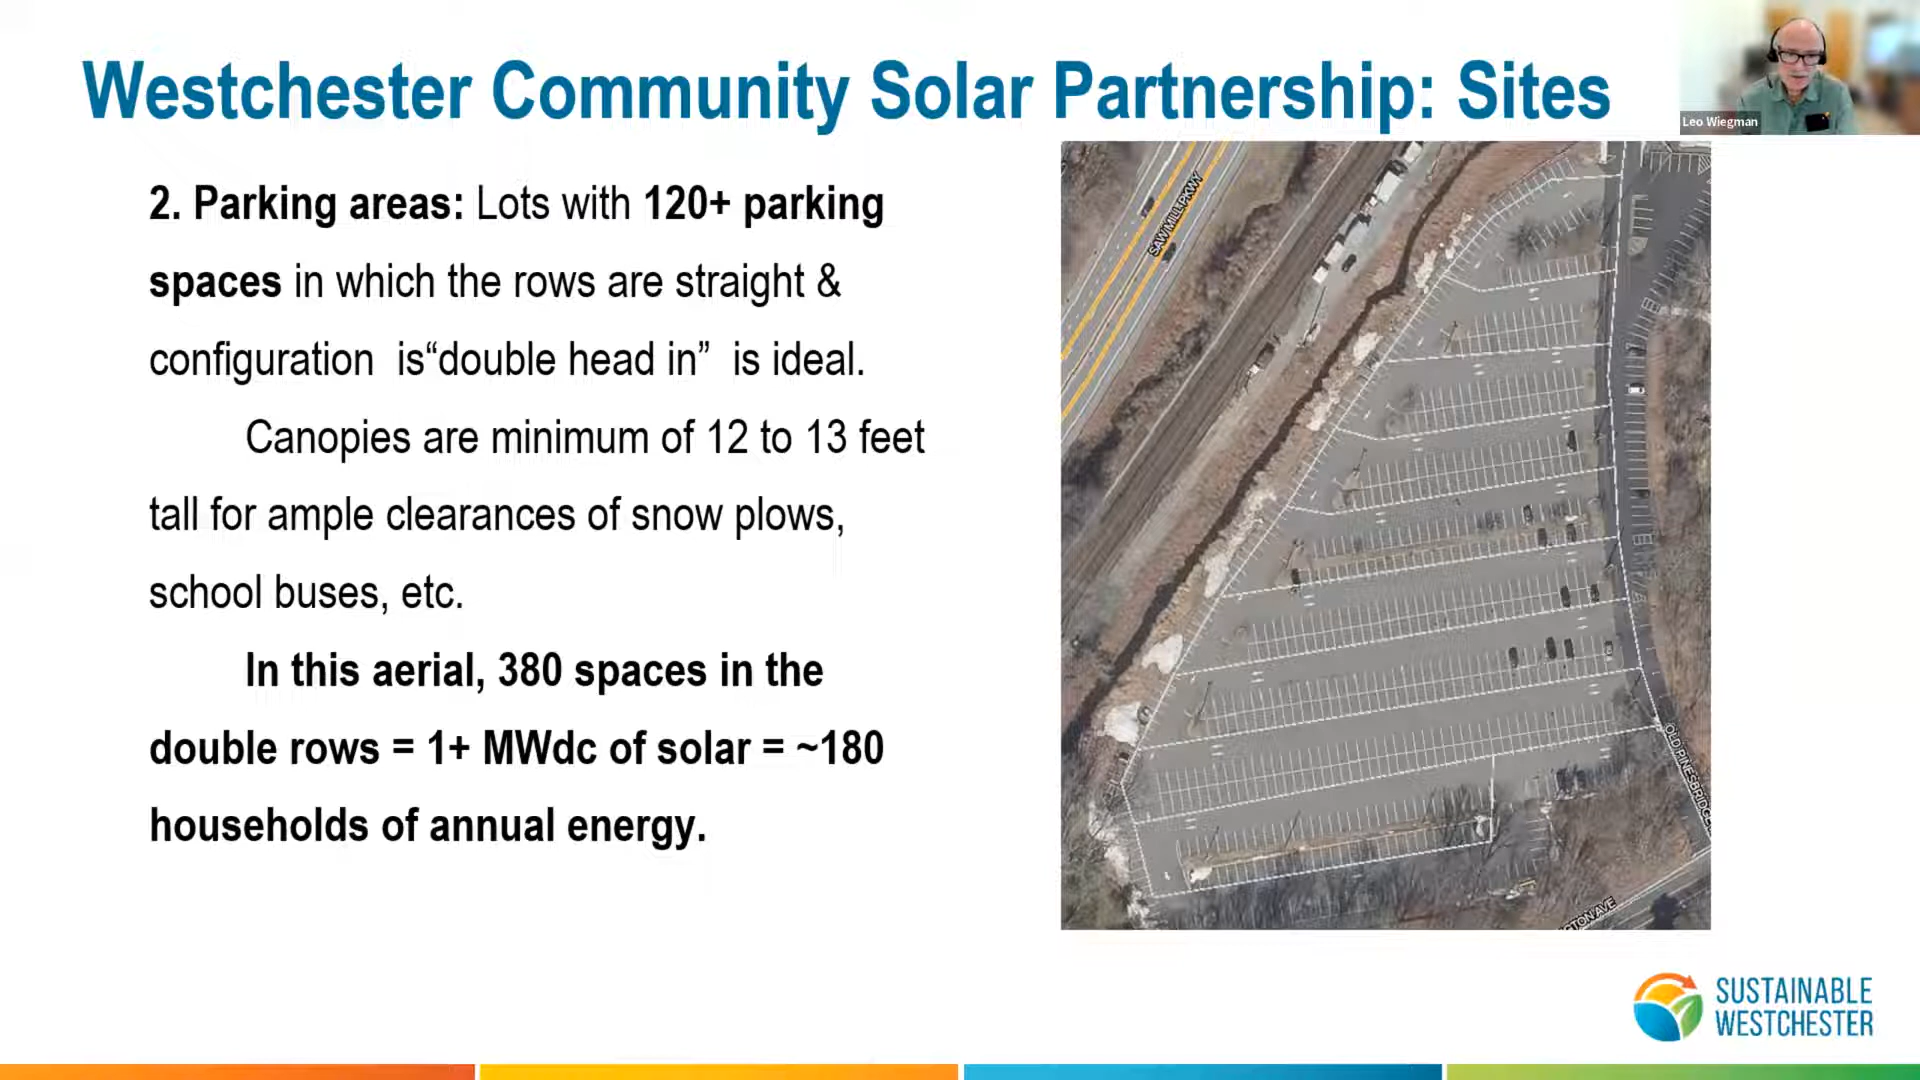 Westchester Community Solar Partnership: Sites
Leo Wiegman
2. Parking areas: Lots with 120+ parking
spaces in which the rows are straight &
configuration  is“double head in”  is ideal.
Canopies are minimum of 12 to 13 feet
tall for ample clearances of snow plows,
school buses, etc.
In this aerial, 380 spaces in the
double rows = 1+ MWdc of solar = ~180
households of annual energy.
SAW MILL PKWY
OLD PINESBRIDGE
GTON AVE
SUSTAINABLE
WESTCHESTER